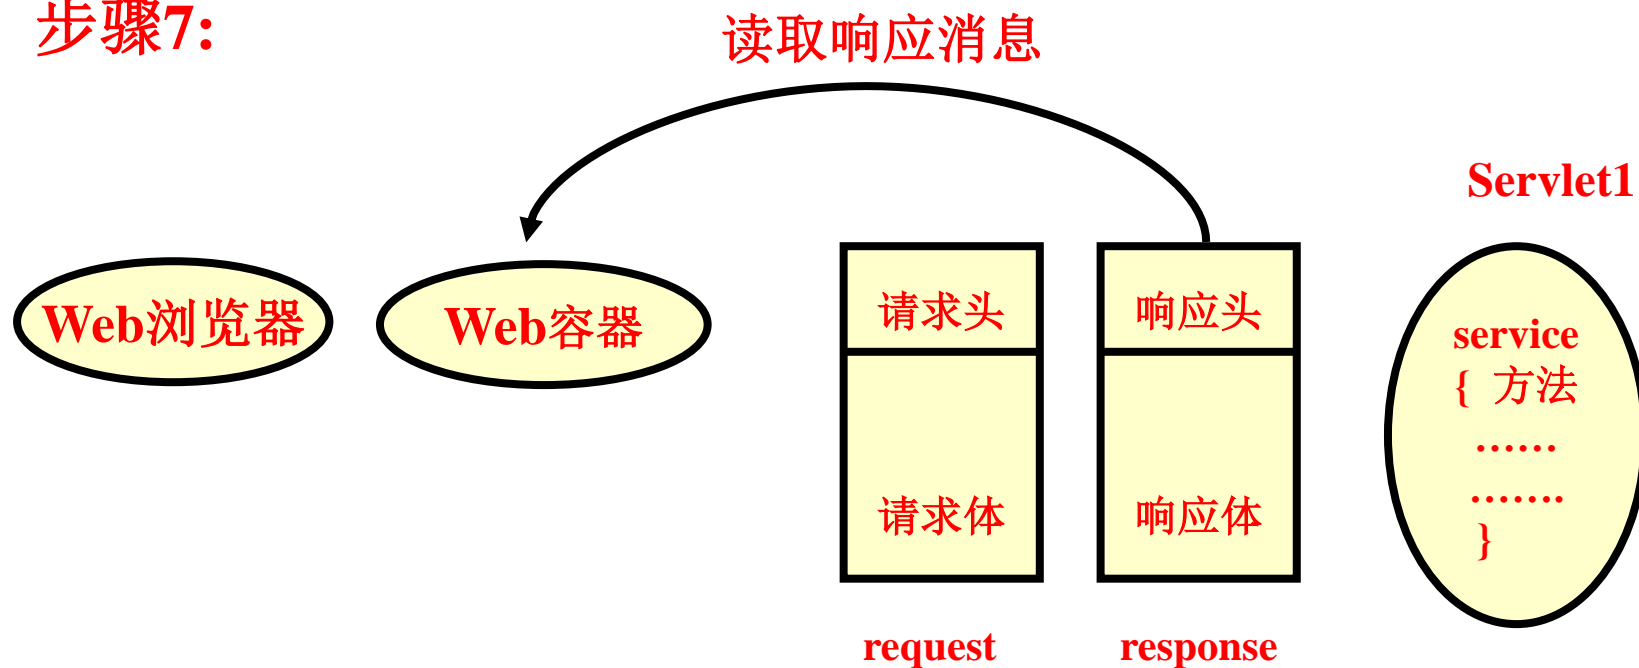 步骤7:
读取响应消息
Servlet1
Web浏览器
Web容器
请求头
请求体
request
响应头
响应体
response
service
{ 方法
……
…….
}